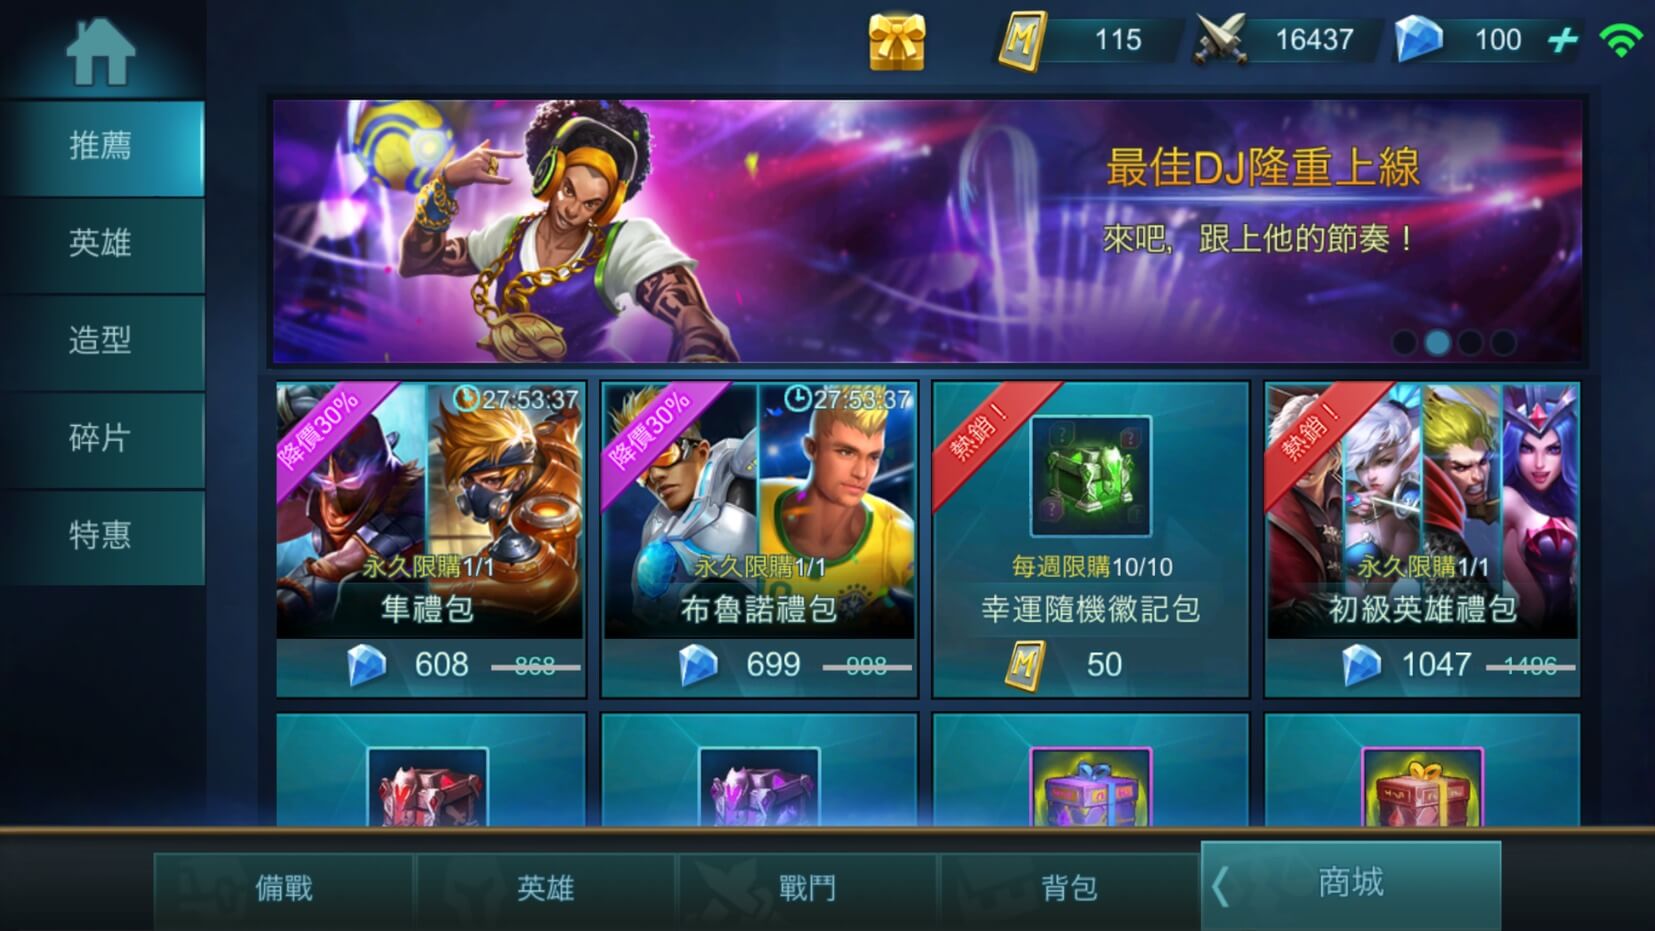 115
16437
100
推薦
英雄
造型
碎片
特惠
最佳DJ隆重上線
來吧，跟上他的節奏！
降價30%
27:53:37
永久限購1/1
隼禮包
608
868
降價30%
27:53:37
永久限購1/1
布魯諾禮包
699
998
熱銷！
每週限購10/10
幸運隨機徽記包
50
熱銷！
永久限購1/1
初級英雄禮包
1047
1496
備戰
英雄
戰鬥
背包
商城